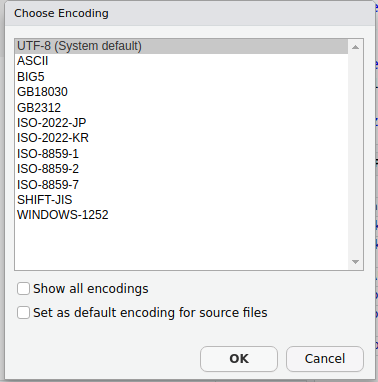 Choose Encoding
UTF-8 (System default)
ASCII
BIG5
GB18030
GB2312
ISO-2022-JP
ISO-2022-KR
ISO-8859-1
ISO-8859-2
ISO-8859-7
SHIFT-JIS
WINDOWS-1252
Show all encodings
Set as default encoding for source files
OK
Cancel